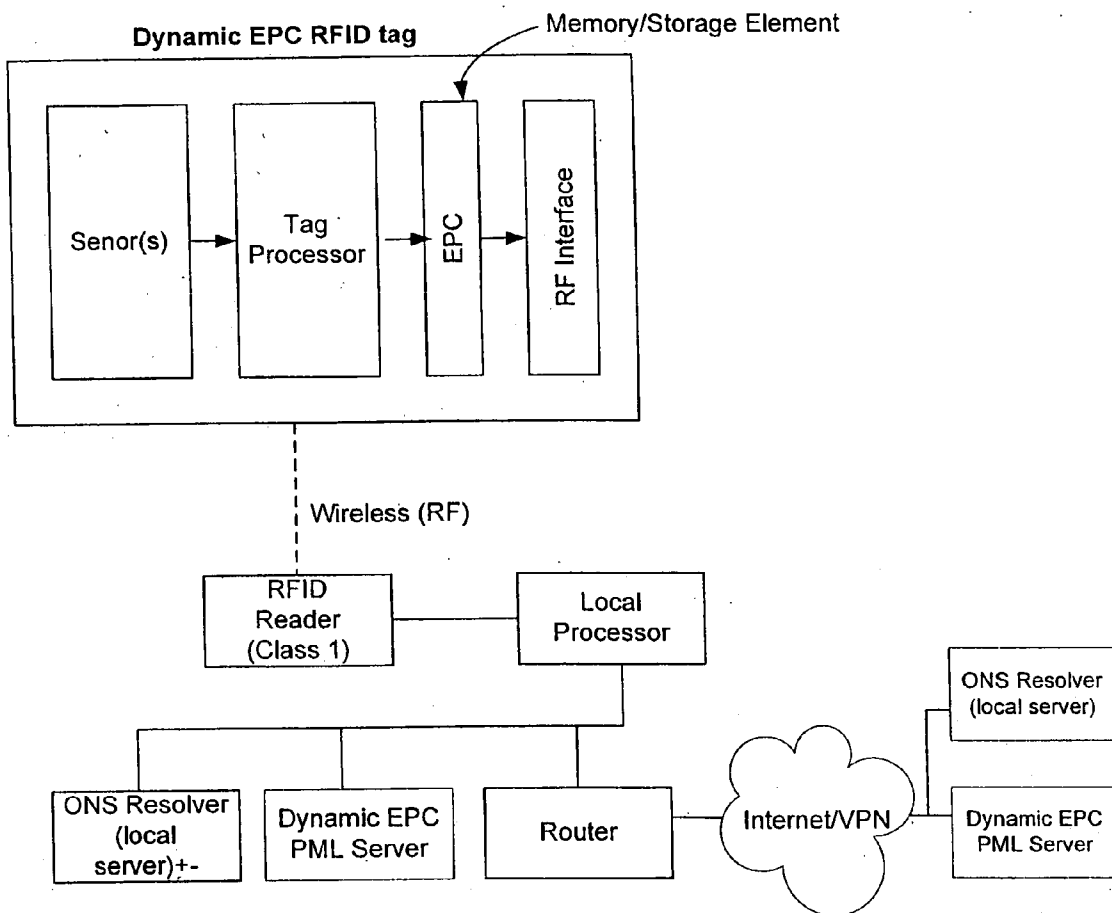 Memory/Storage Element
Dynamic EPC RFID tag
Senor(s)
Tag
Processor
EPC
RF Interface
Wireless (RF)
RFID
Reader
(Class 1)
Local
Processor
ONS Resolver
(local server)
ONS Resolver
(local
server)+-
Dynamic EPC
PML Server
Router
Internet/VPN
Dynamic EPC
PML Server